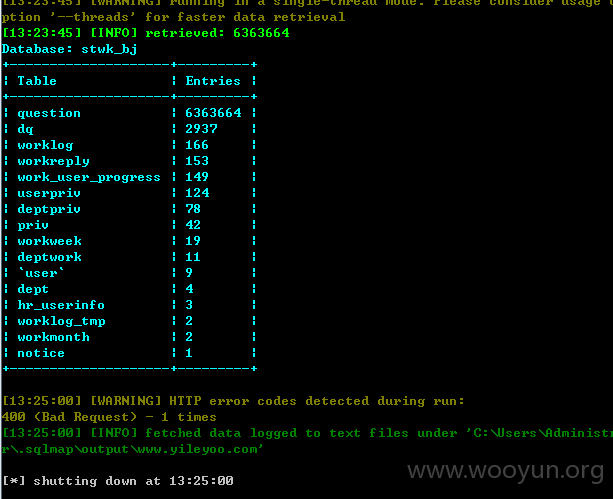 [13:23:45] [WARNING] running in a single-thread mode. Please consider usage o
ption '--threads' for faster data retrieval
[13:23:45] [INFO] retrieved: 6363664
Database: stwk_bj
+--------------------+---------+
| Table | Entries |
+--------------------+---------+
| question | 6363664 |
| dq | 2937 |
| worklog | 166 |
| workreply | 153 |
| work_user_progress | 149 |
| userpriv | 124 |
| deptpriv | 78 |
| priv | 42 |
| workweek | 19 |
| deptwork | 11 |
| `user` | 9 |
| dept | 4 |
| hr_userinfo | 3 |
| worklog_tmp | 2 |
| workmonth | 2 |
| notice | 1 |
+--------------------+---------+
[13:25:00] [WARNING] HTTP error codes detected during run:
400 (Bad Request) - 1 times
[13:25:00] [INFO] fetched data logged to text files under 'C:\Users\Administr
r\.sqlmap\output\www.yileyoo.com'
[*] shutting down at 13:25:00
www.wooyun.org